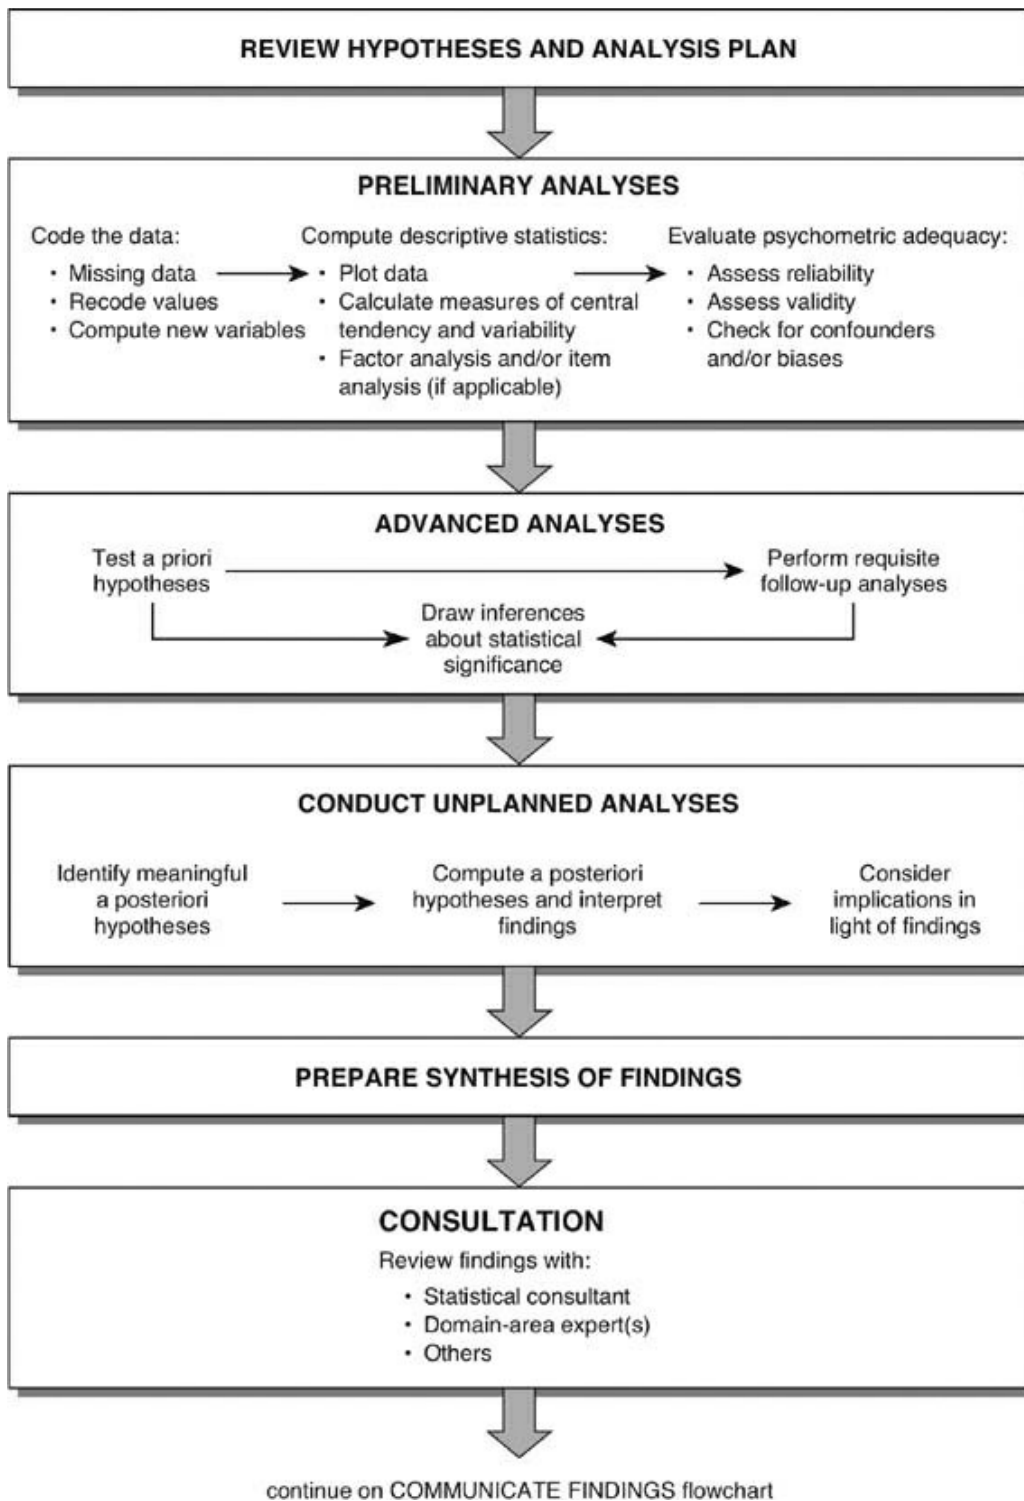 REVIEW HYPOTHESES AND ANALYSIS PLAN
PRELIMINARY ANALYSES
Code the data:
• Missing data
• Recode values
• Compute new variables
Compute descriptive statistics:
• Plot data
• Calculate measures of central
tendency and variability
• Factor analysis and/or item
analysis (if applicable)
Evaluate psychometric adequacy:
• Assess reliability
• Assess validity
• Check for confounders
and/or biases
ADVANCED ANALYSES
Test a priori
hypotheses
Perform requisite
follow-up analyses
Draw inferences
about statistical
significance
CONDUCT UNPLANNED ANALYSES
Identify meaningful
a posteriori
hypotheses
Compute a posteriori
hypotheses and interpret
findings
Consider
implications in
light of findings
PREPARE SYNTHESIS OF FINDINGS
CONSULTATION
Review findings with:
• Statistical consultant
• Domain-area expert(s)
• Others
continue on COMMUNICATE FINDINGS flowchart